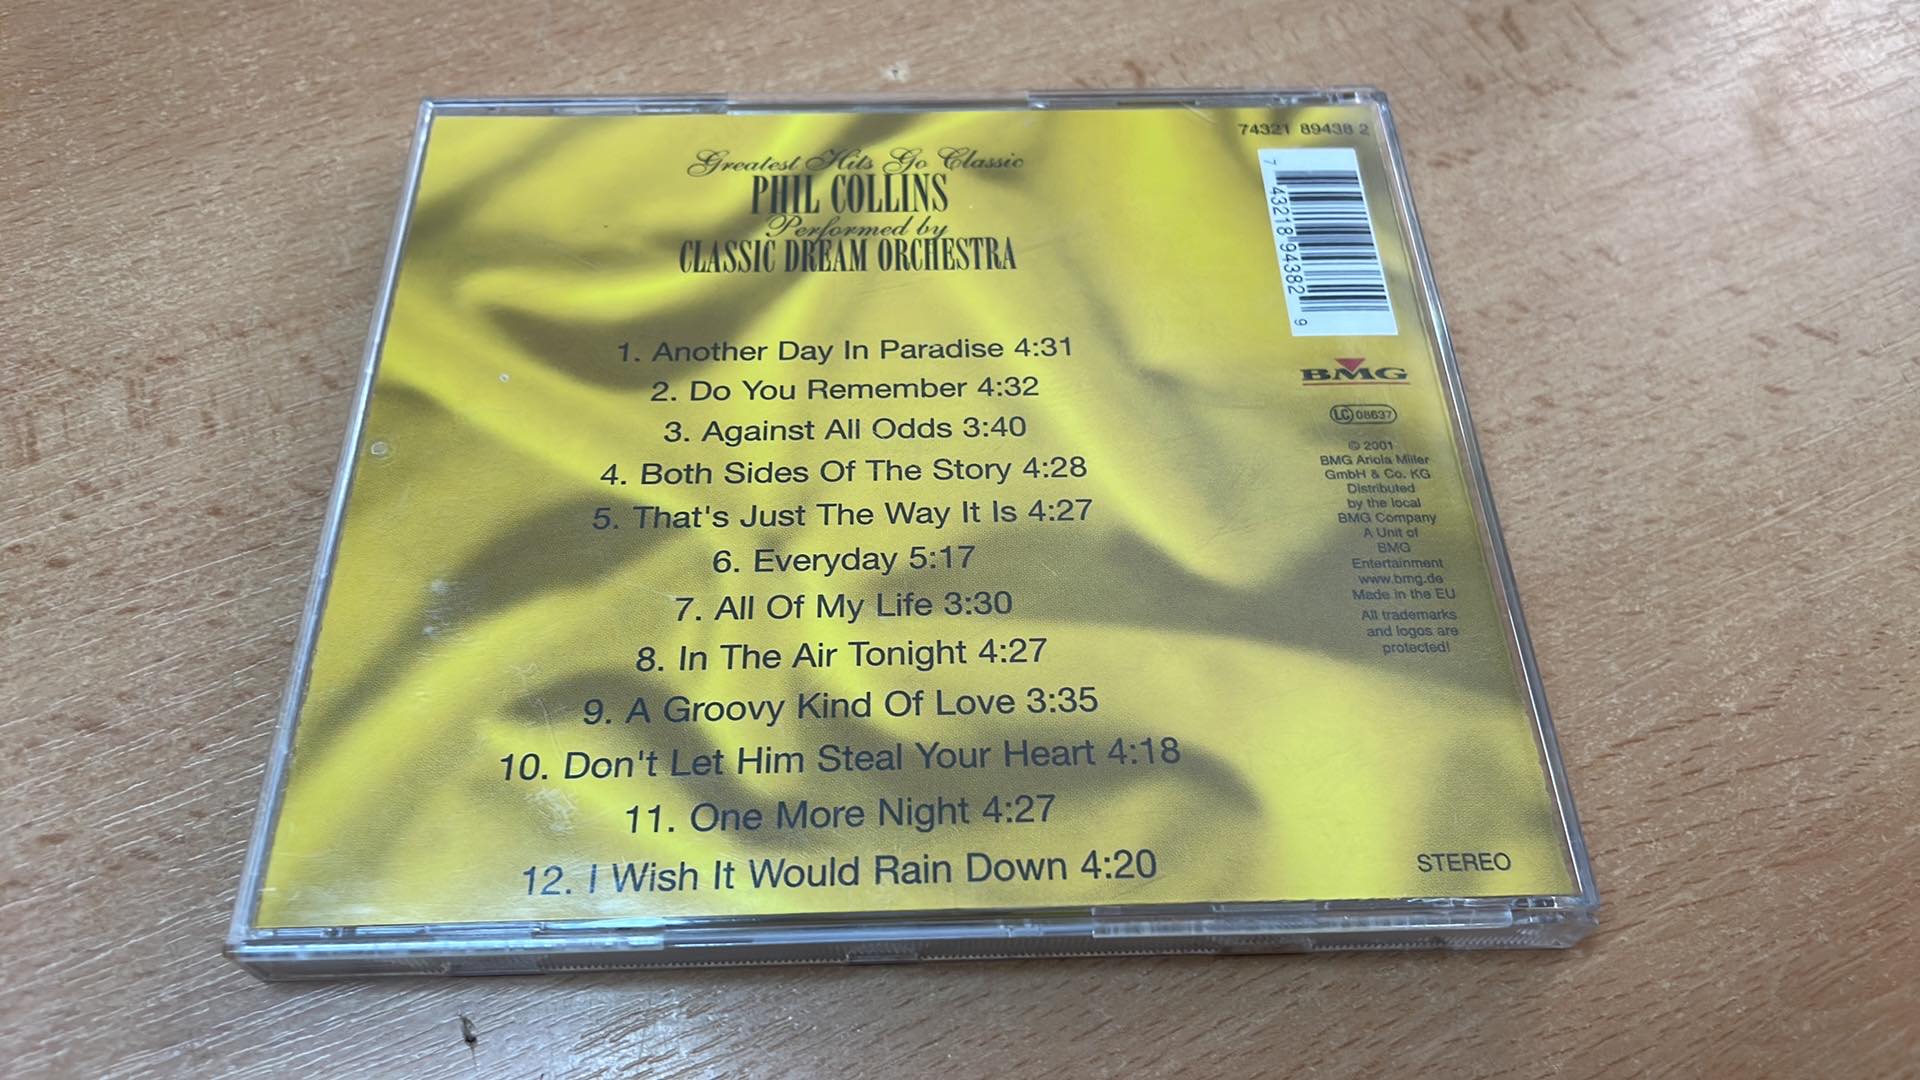 Greatest Hits Go Classic
PHIL COLLINS
Performed by
CLASSIC DREAM ORCHESTRA
1. Another Day In Paradise 4:31
2. Do You Remember 4:32
3. Against All Odds 3:40
4. Both Sides Of The Story 4:28
5. That's Just The Way It Is 4:27
6. Everyday 5:17
7. All Of My Life 3:30
8. In The Air Tonight 4:27
9. A Groovy Kind Of Love 3:35
10. Don't Let Him Steal Your Heart 4:18
11. One More Night 4:27
12. I Wish It Would Rain Down 4:20
74321 89438 2
7 43218 94382 9
BMG
LC 08637
© 2001
BMG Ariola Miller
GmbH & Co. KG
Distributed
by the local
BMG Company
A Unit of
BMG
Entertainment
www.bmg.de
Made in the EU
All trademarks
and logos are
protected!
STEREO